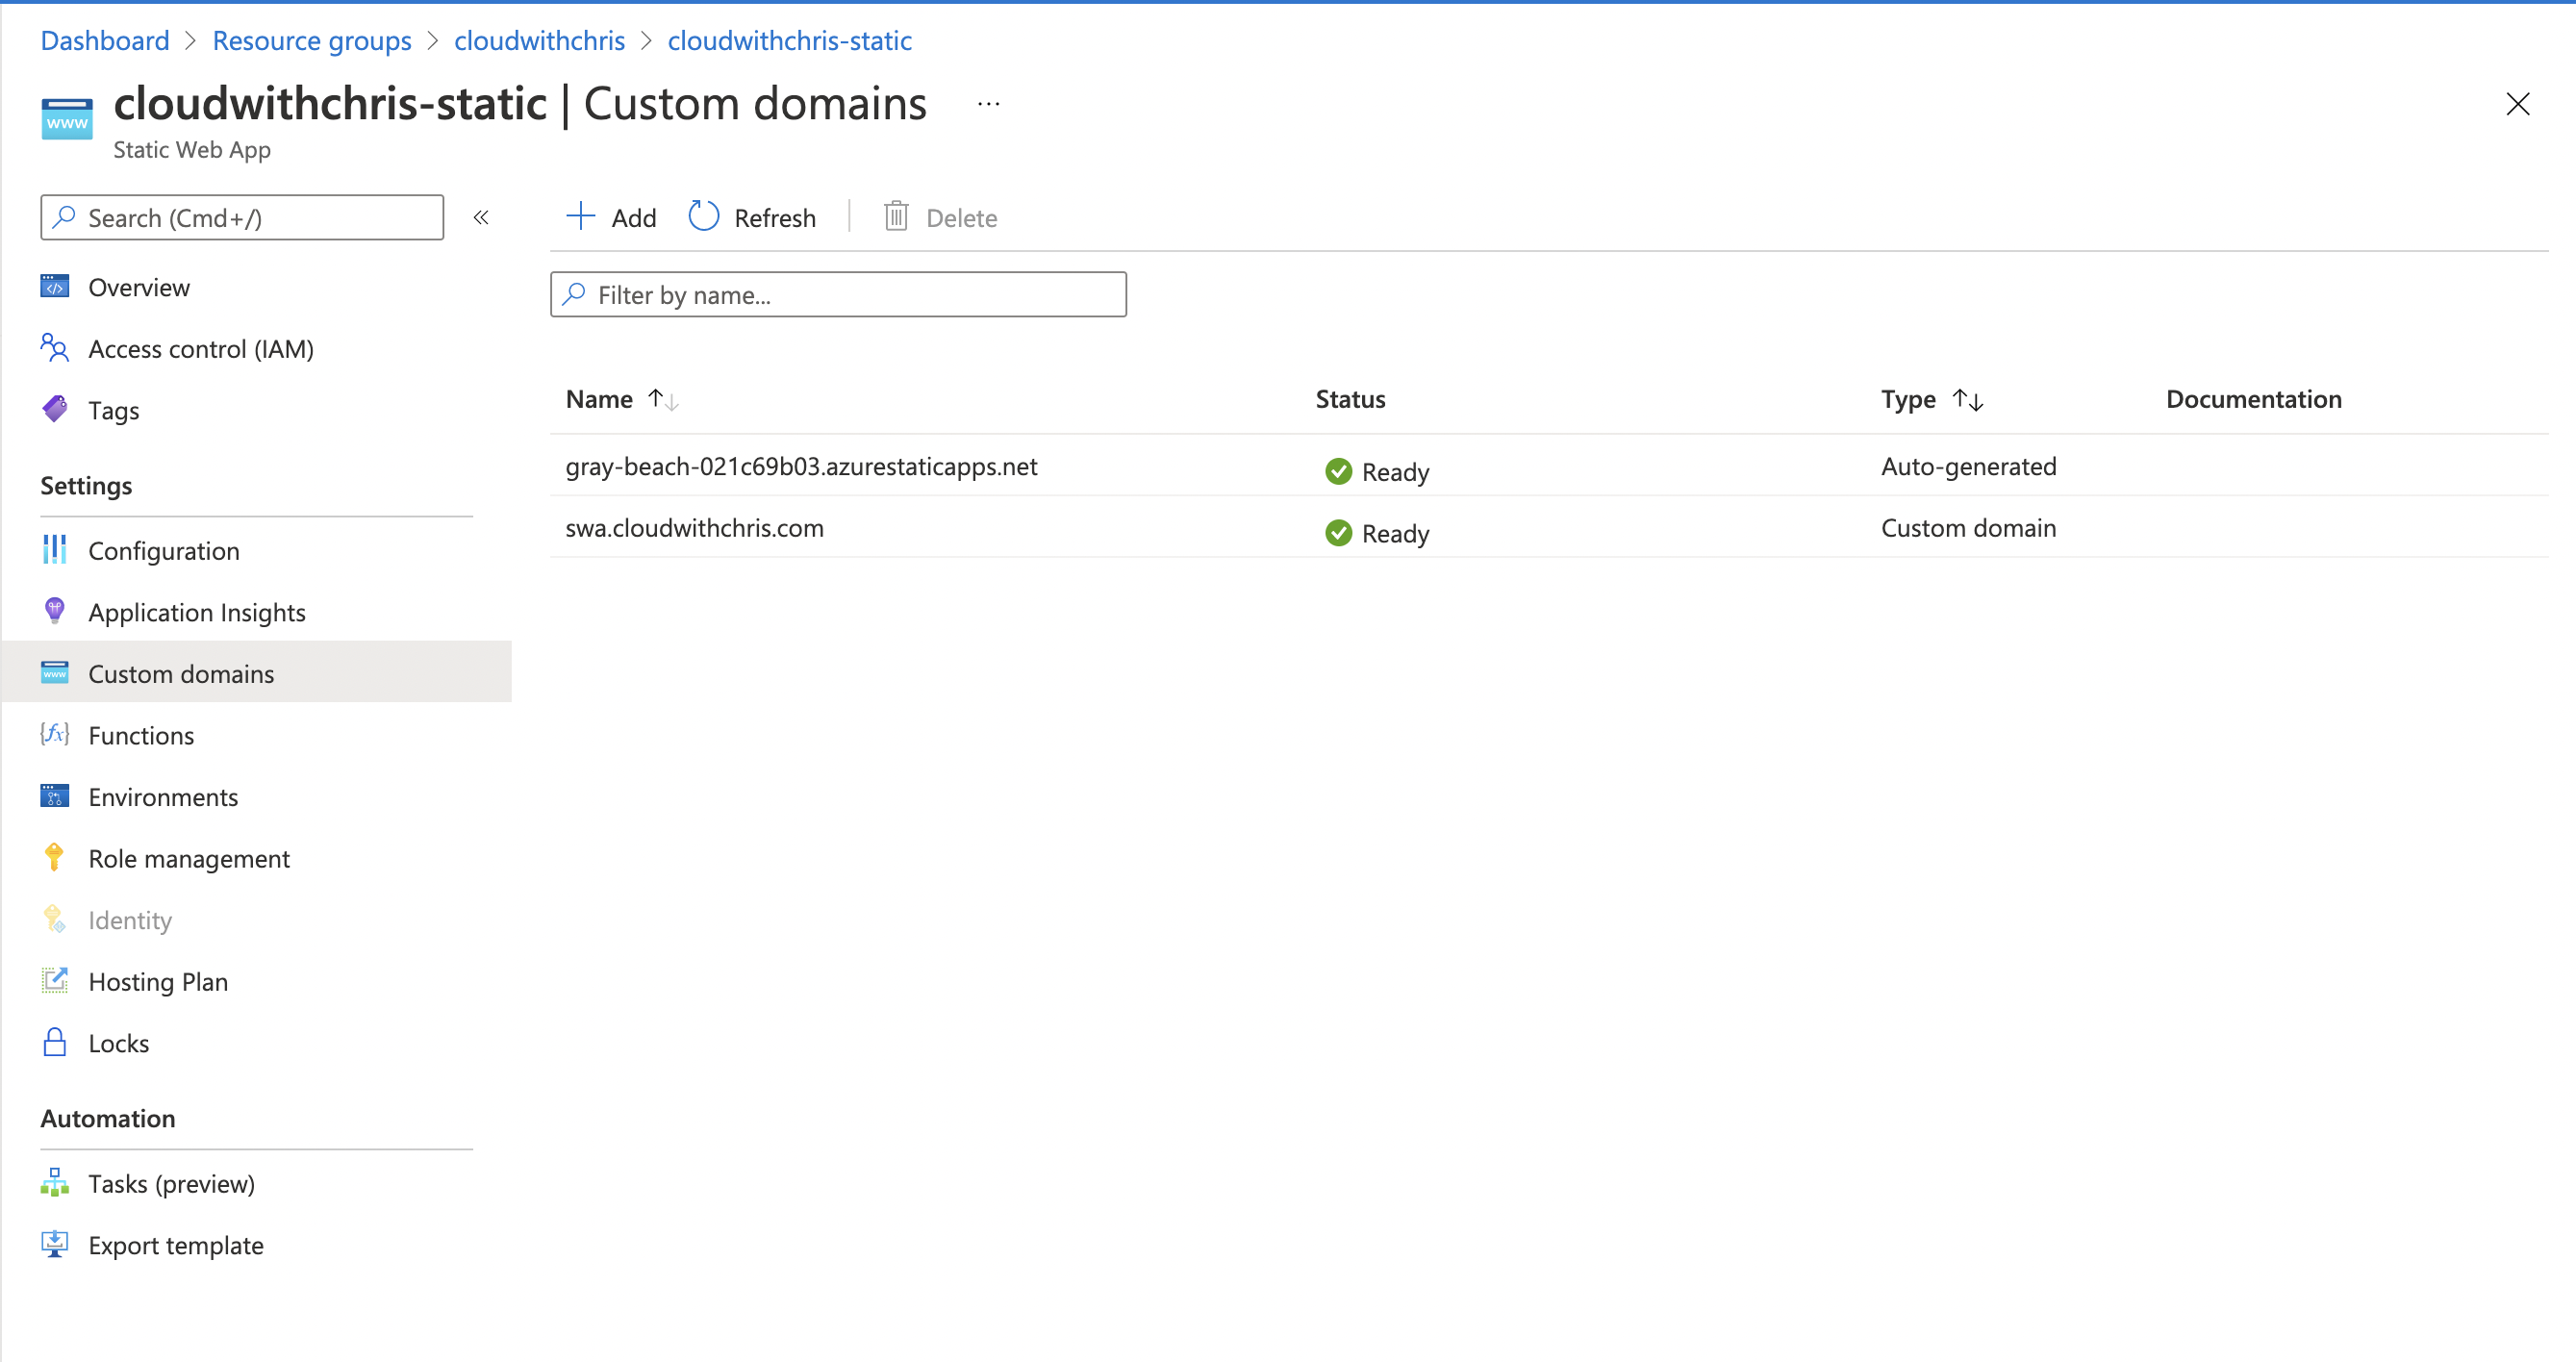 Dashboard > Resource groups > cloudwithchris > cloudwithchris-static
cloudwithchris-static | Custom domains ...
www
Static Web App
Search (Cmd+/)
«
Add
Refresh
Delete
Overview
Access control (IAM)
Tags
Settings
Configuration
Application Insights
Custom domains
Functions
Environments
Role management
Identity
Hosting Plan
Locks
Automation
Tasks (preview)
Export template
Filter by name...
Name Status Type Documentation
gray-beach-021c69b03.azurestaticapps.net Ready Auto-generated
swa.cloudwithchris.com Ready Custom domain